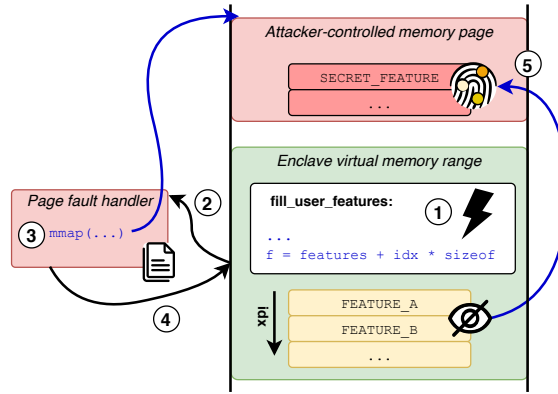 Attacker-controlled memory page
5
SECRET_FEATURE
...
Enclave virtual memory range
Page fault handler
2
fill_user_features:
1
3
mmap(...)
...
f = features + idx * sizeof
4
idx
FEATURE_A
FEATURE_B
...